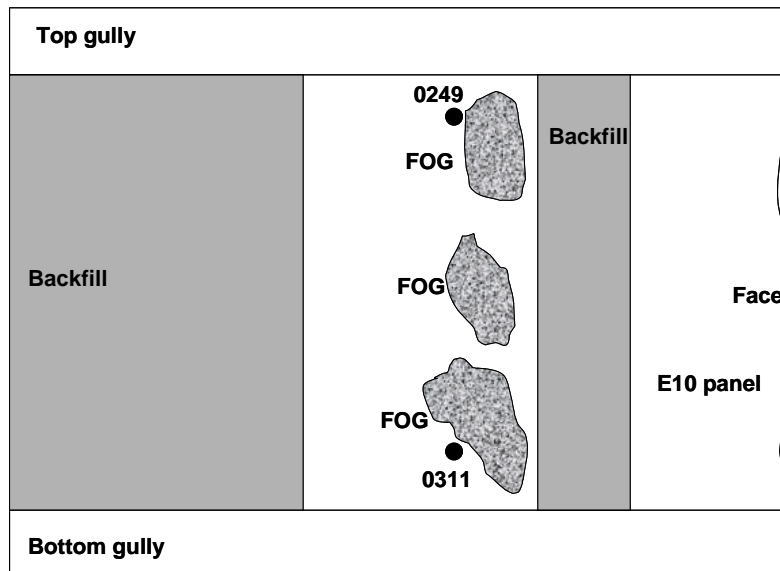 Top gully
0249
FOG
Backfill
Backfill
FOG
Face
E10 panel
FOG
0311
Bottom gully